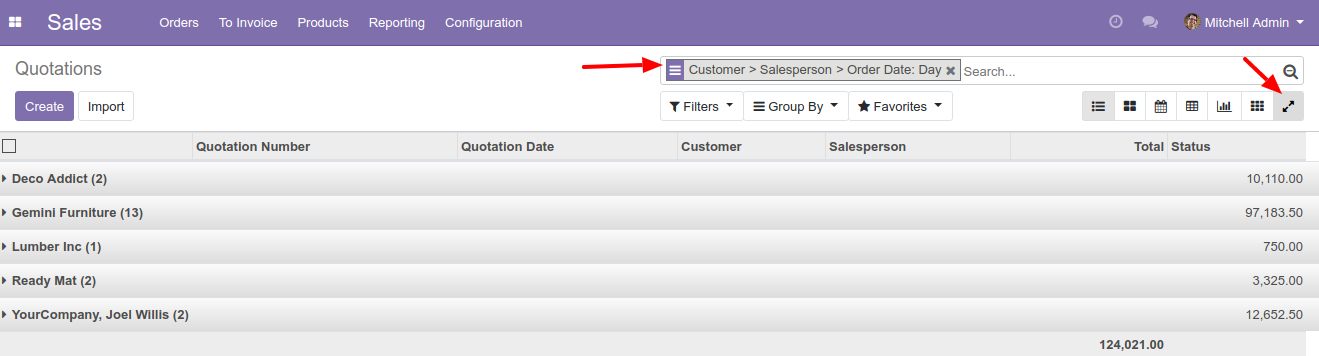 Sales Orders To Invoice Products Reporting Configuration Mitchell Admin
Quotations Customer > Salesperson > Order Date: Day Search...
Create Import Filters Group By Favorites
Quotation Number Quotation Date Customer Salesperson Total Status
Deco Addict (2) 10,110.00
Gemini Furniture (13) 97,183.50
Lumber Inc (1) 750.00
Ready Mat (2) 3,325.00
YourCompany, Joel Willis (2) 12,652.50
124,021.00